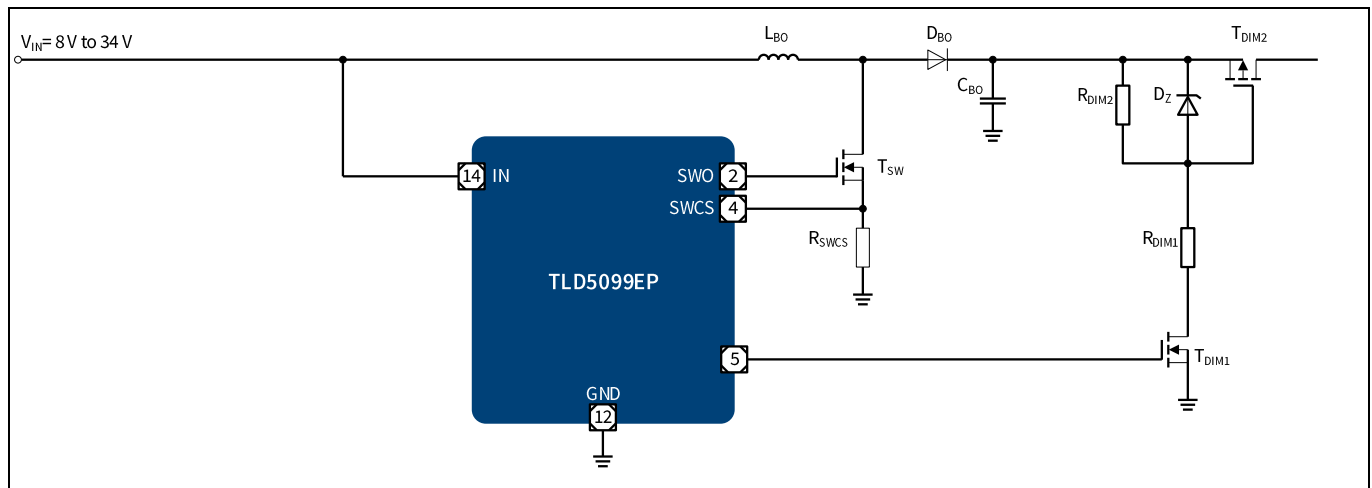 V_IN= 8 V to 34 V
L_BO
D_BO
T_DIM2
C_BO
R_DIM2
D_Z
14 IN
SWO 2
T_SW
SWCS 4
R_SWCS
R_DIM1
TLD5099EP
5
T_DIM1
GND
12